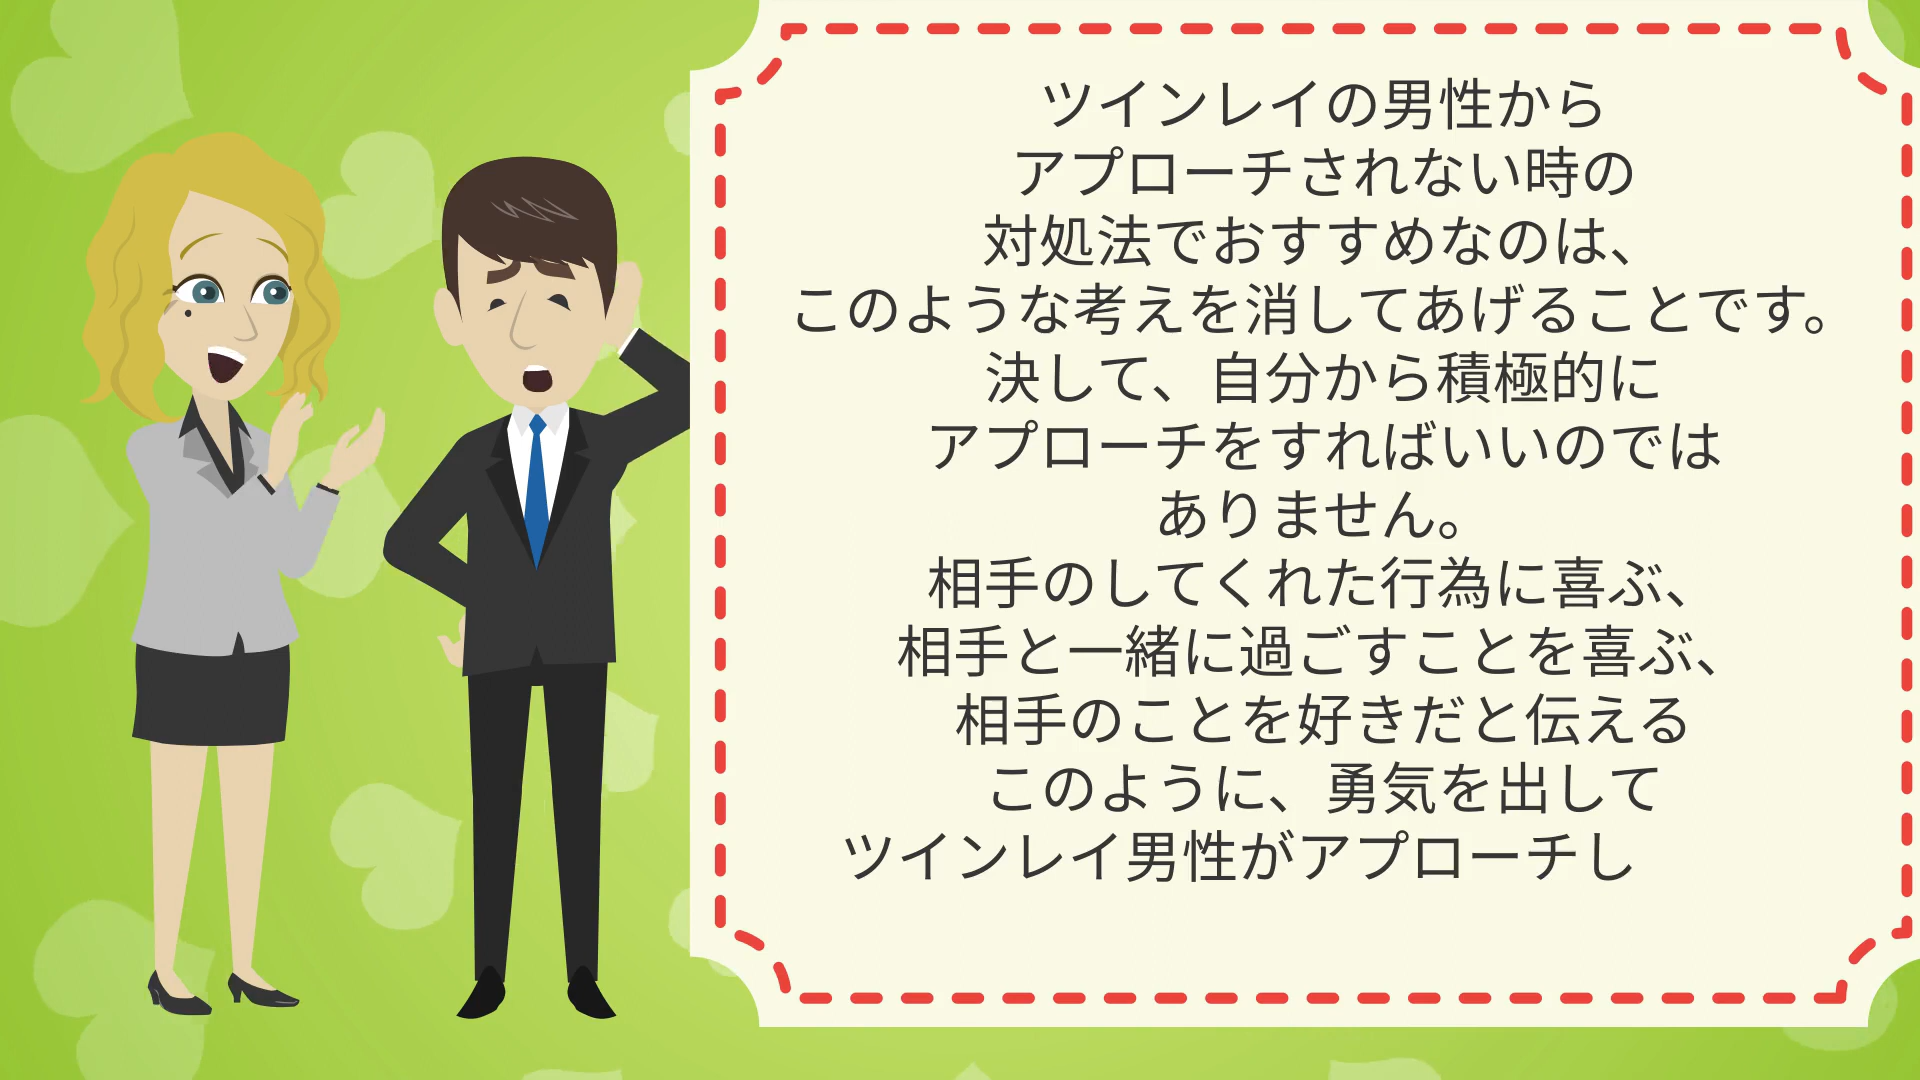 ツインレイの男性から
アプローチされない時の
対処法でおすすめなのは、
このような考えを消してあげることです。
決して、自分から積極的に
アプローチをすればいいのでは
ありません。
相手のしてくれた行為に喜ぶ、
相手と一緒に過ごすことを喜ぶ、
相手のことを好きだと伝える
このように、勇気を出して
ツインレイ男性がアプローチし